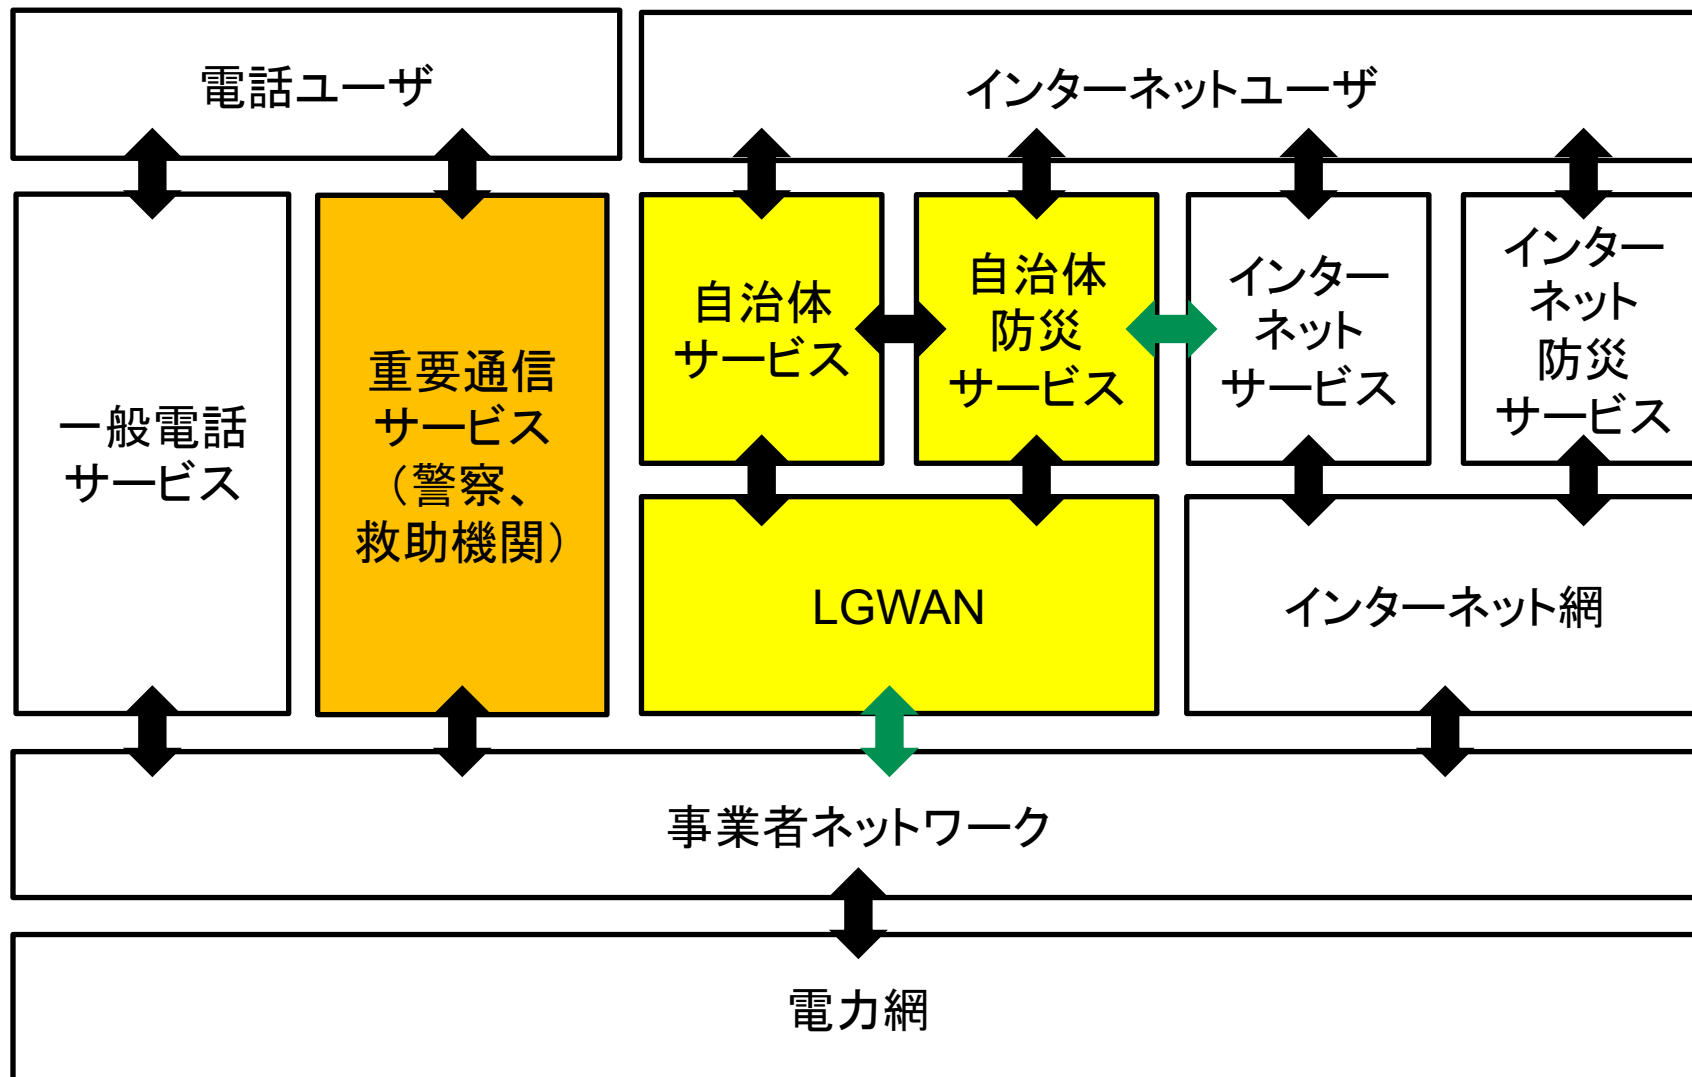 電話ユーザ
インターネットユーザ
一般電話
サービス
重要通信
サービス
（警察、
救助機関）
自治体
サービス
自治体
防災
サービス
インター
ネット
サービス
インター
ネット
防災
サービス
LGWAN
インターネット網
事業者ネットワーク
電力網